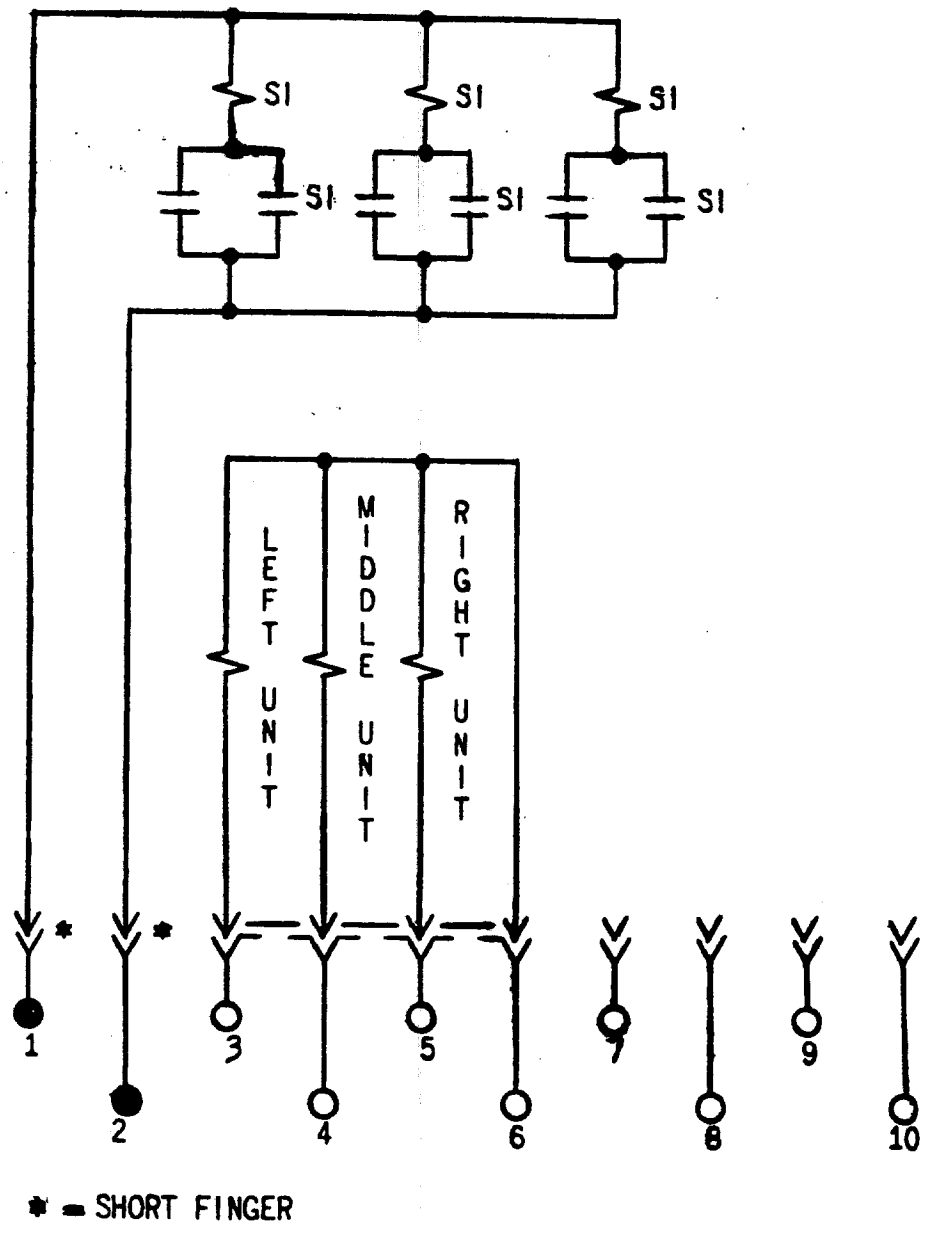 SI SI SI
SI SI SI
LEFT UNIT
MIDDLE UNIT
RIGHT UNIT
* *
1 3 5 7 9
2 4 6 8 10
* - SHORT FINGER